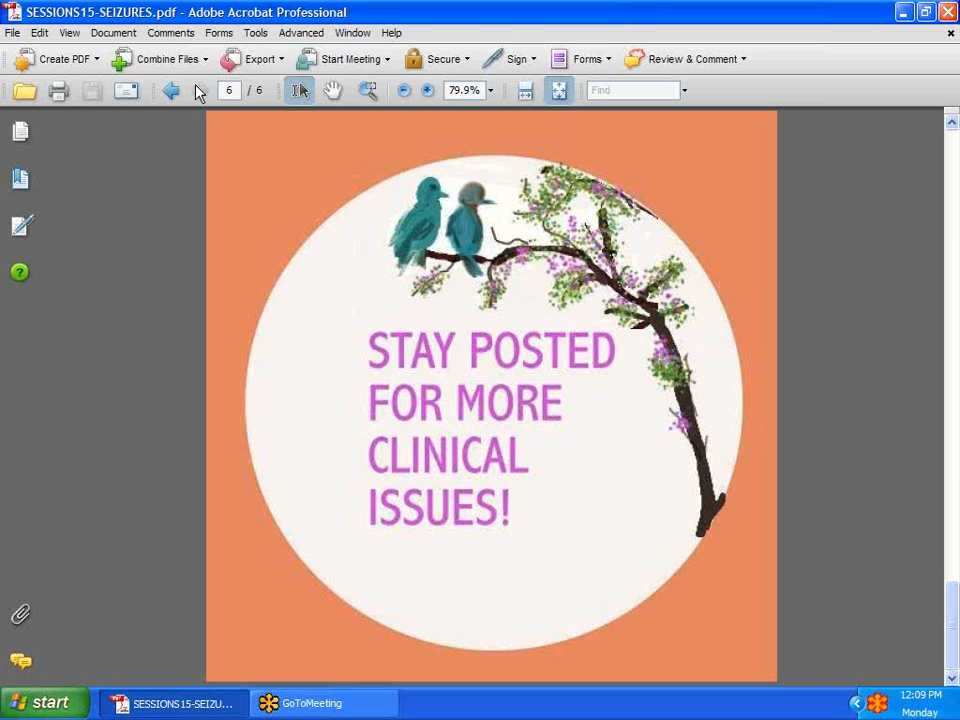 SESSIONS15-SEIZURES.pdf - Adobe Acrobat Professional
File Edit View Document Comments Forms Tools Advanced Window Help
Create PDF Combine Files Export Start Meeting Secure Sign Forms Review & Comment
6 / 6 79.9% Find
STAY POSTED
FOR MORE
CLINICAL
ISSUES!
start SESSIONS15-SEIZU... GoToMeeting 12:09 PM
Monday